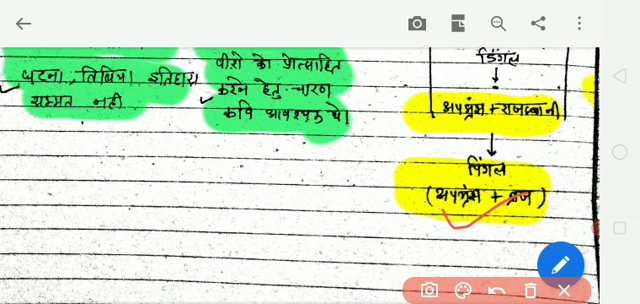 घटना, तिथियां इतिहास
सम्मत नही
वीरो को प्रोत्साहित
करने हेतु चारण
कवि आवश्यक थे।
डिंगल
अपभ्रंश + राजस्थानी
पिंगल
(अपभ्रंश + ब्रज)